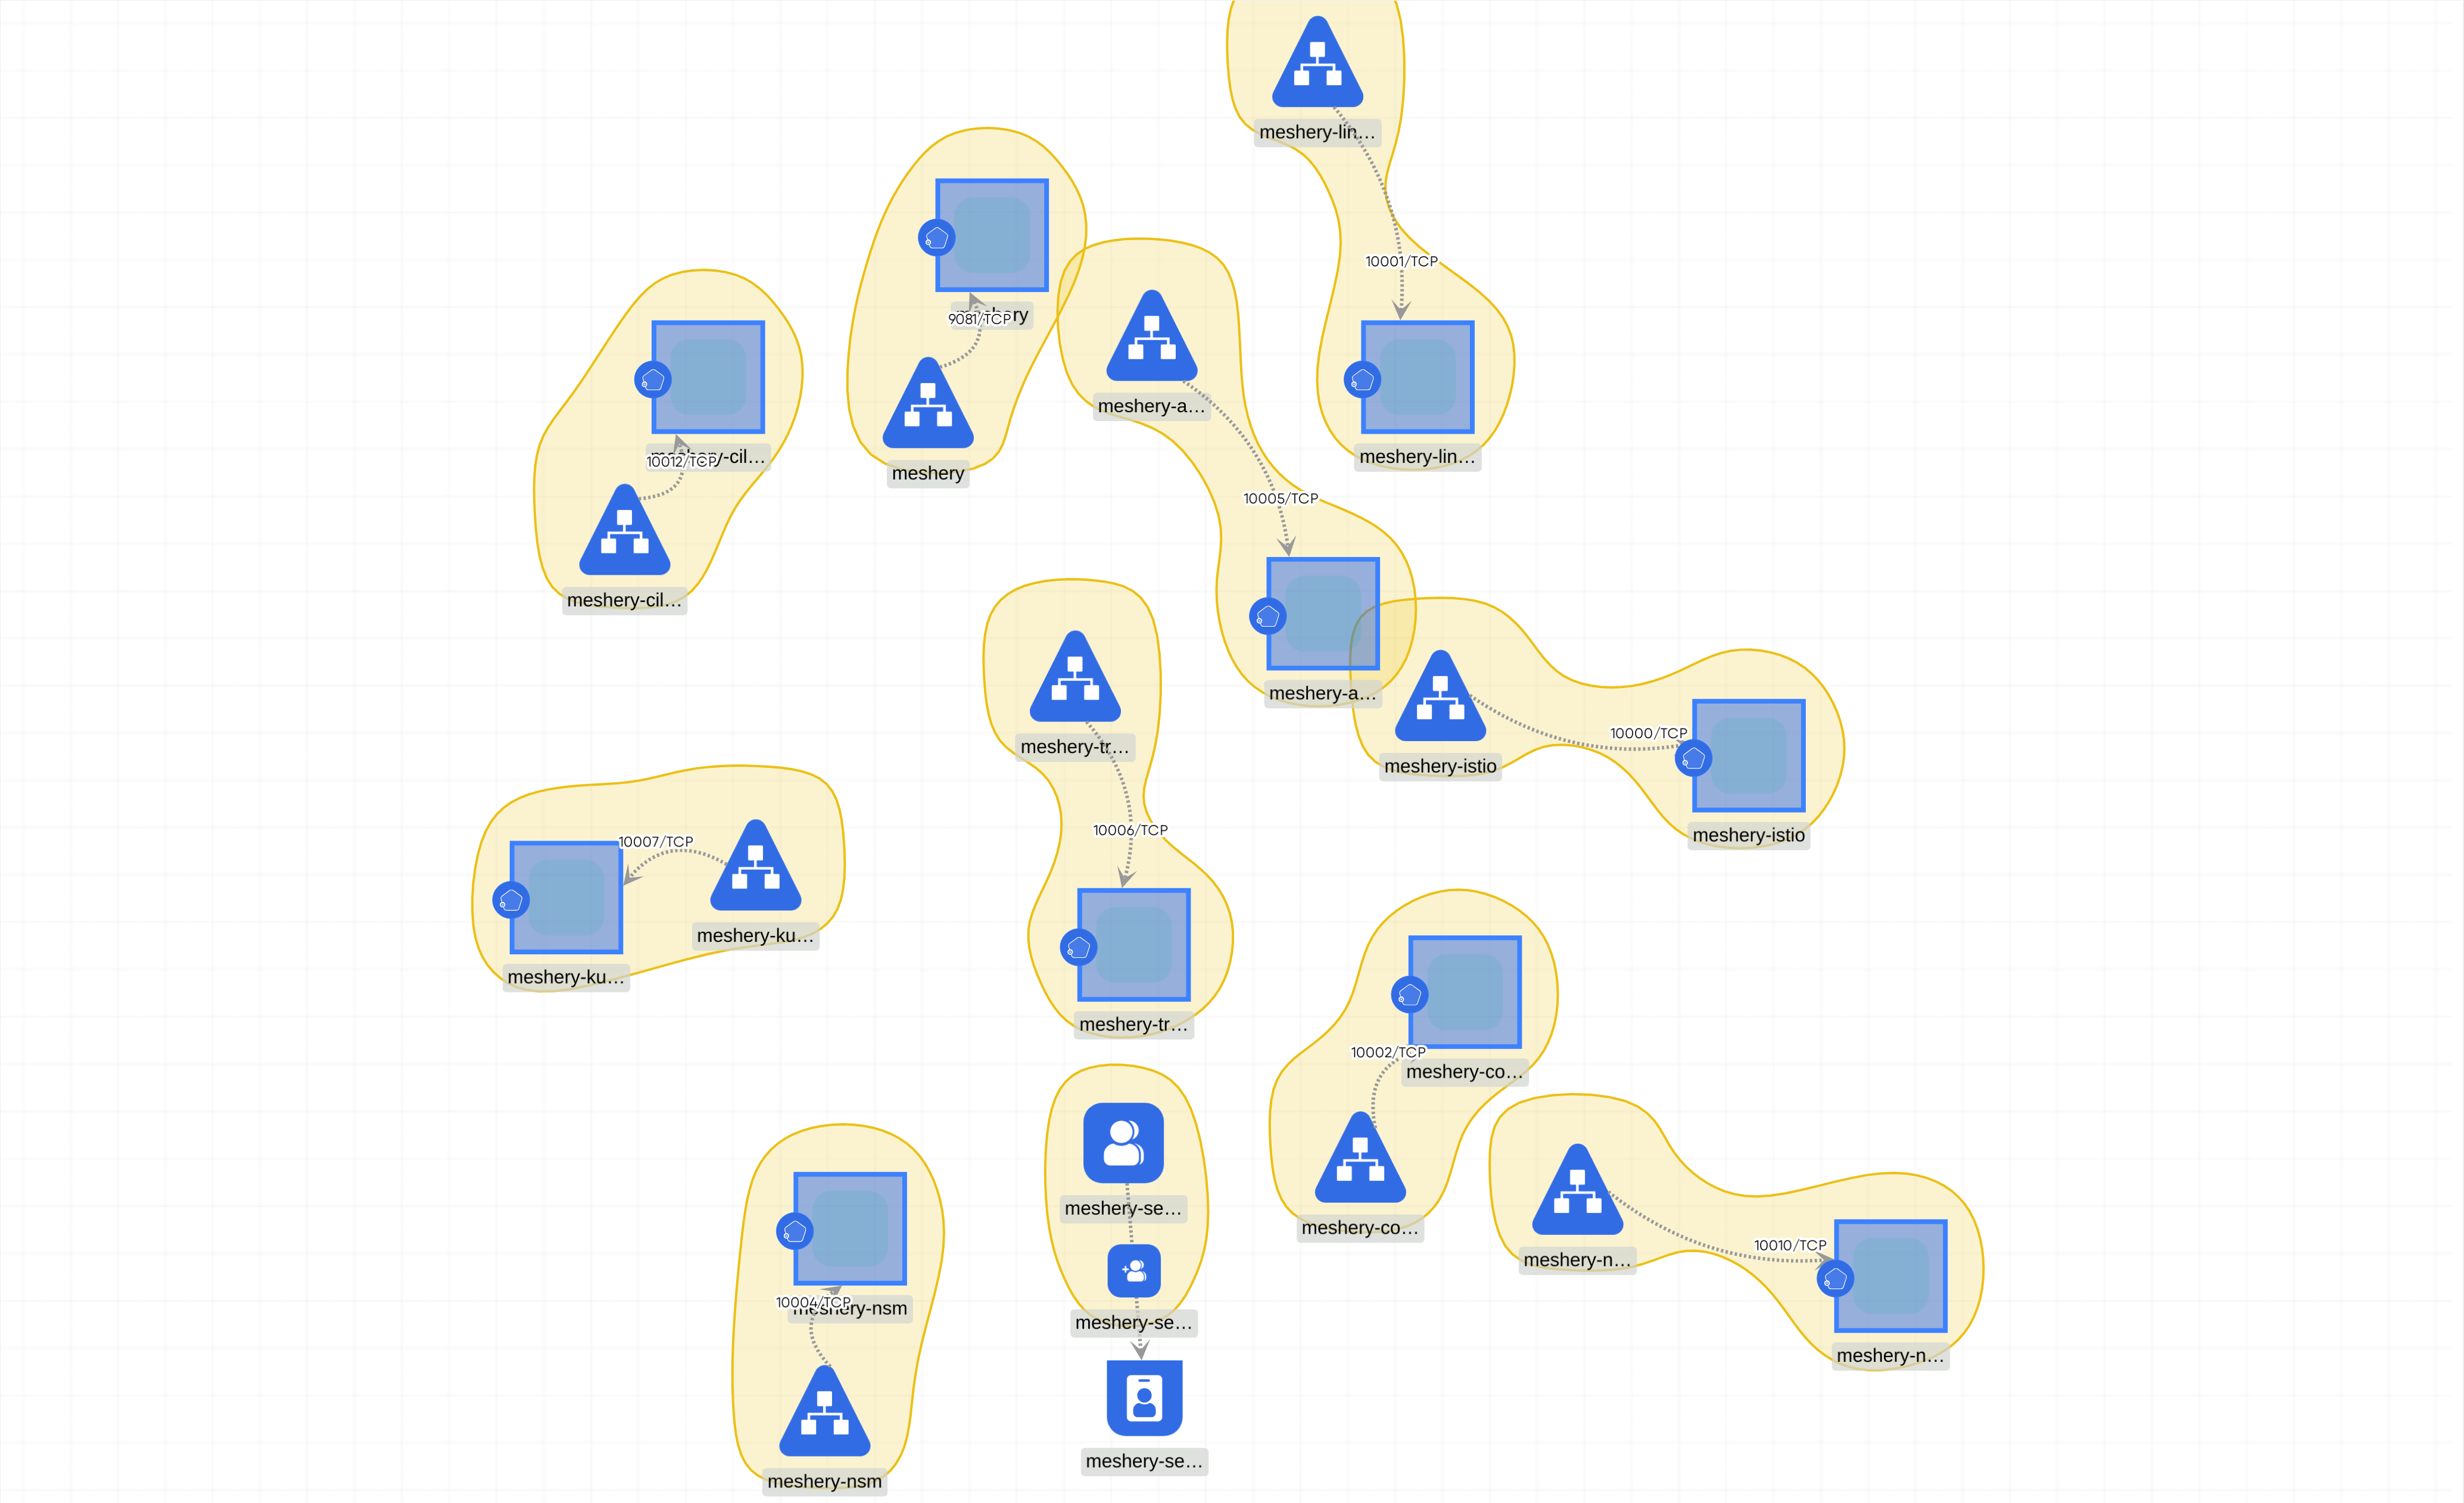 meshery-lin…
10001/TCP
meshery-lin…
meshery
9081/TCP
meshery
meshery-a…
10005/TCP
meshery-a…
meshery-cil…
10012/TCP
meshery-cil…
meshery-tr…
10006/TCP
meshery-tr…
meshery-istio
10000/TCP
meshery-istio
10007/TCP
meshery-ku…
meshery-ku…
10002/TCP
meshery-co…
meshery-co…
meshery-n…
10010/TCP
meshery-n…
meshery-se…
meshery-se…
meshery-se…
10004/TCP
meshery-nsm
meshery-nsm